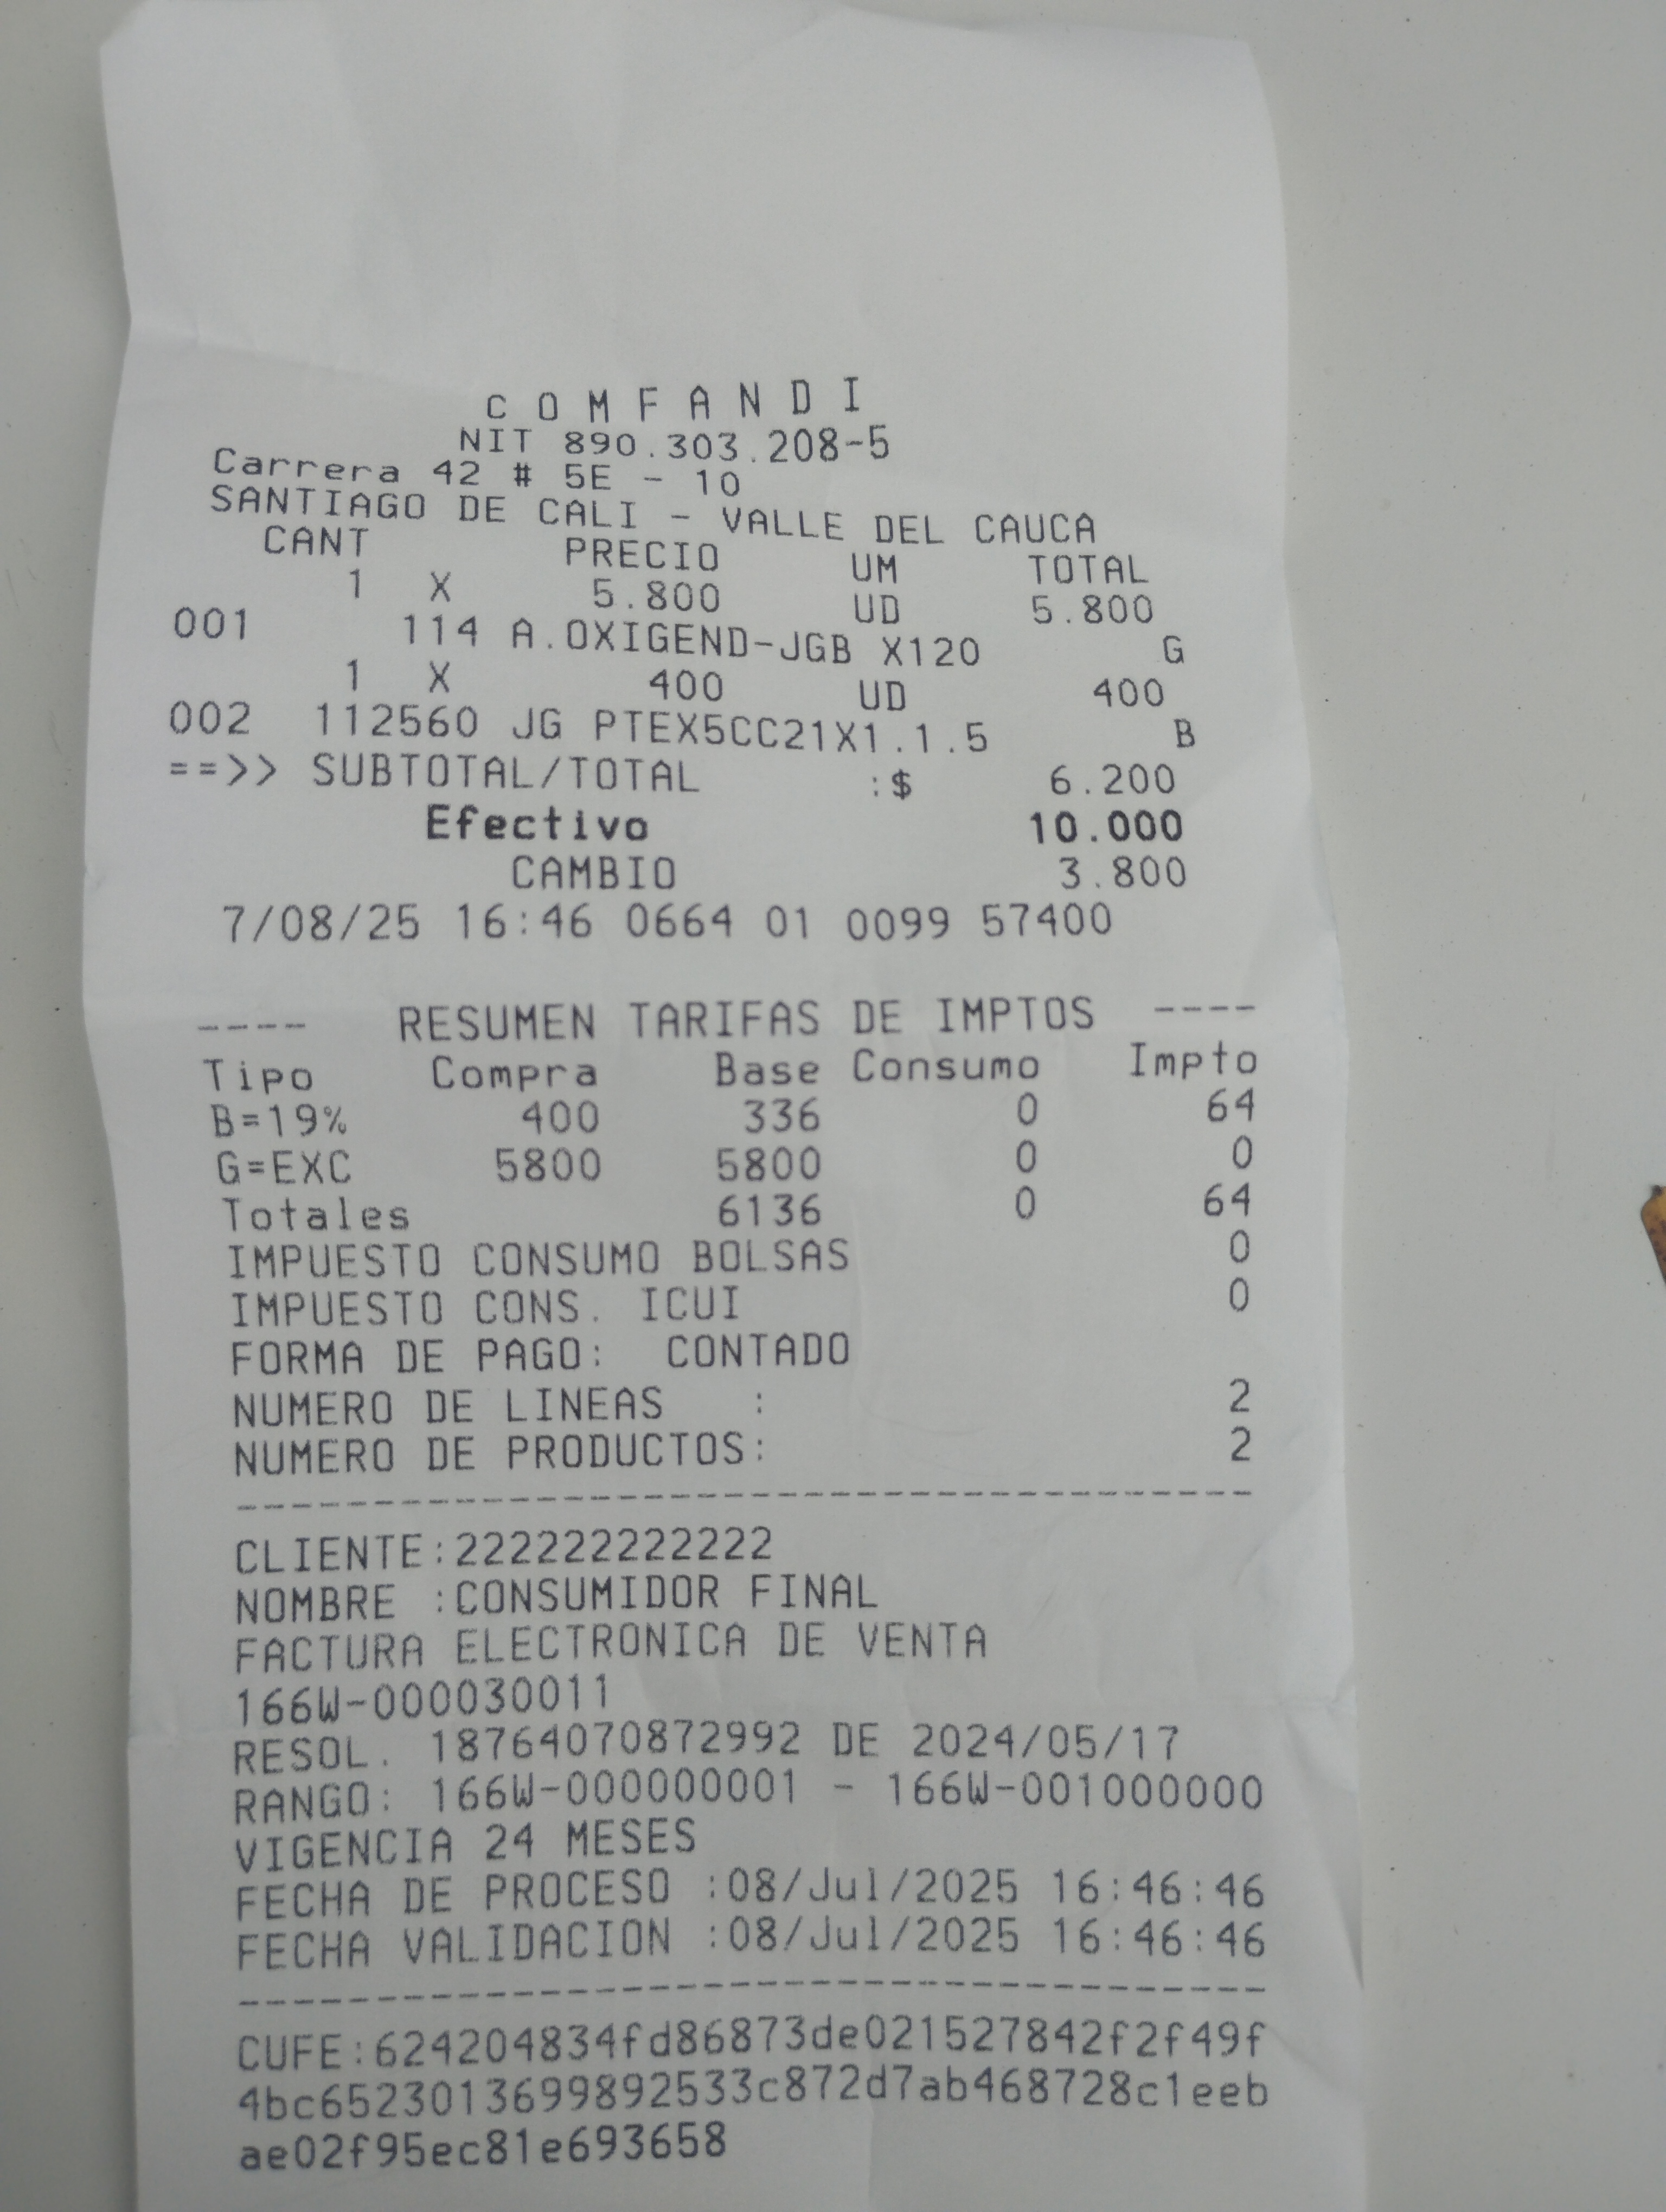 C O M F A N D I
NIT 890.303.208-5
Carrera 42 # 5E - 10
SANTIAGO DE CALI - VALLE DEL CAUCA
CANT PRECIO UM TOTAL
1 X 5.800 UD 5.800
001 114 A.OXIGEND-JGB X120 G
1 X 400 UD 400
002 112560 JG PTEX5CC21X1.1.5 B
==>> SUBTOTAL/TOTAL :$ 6.200
Efectivo 10.000
CAMBIO 3.800
7/08/25 16:46 0664 01 0099 57400
---- RESUMEN TARIFAS DE IMPTOS ----
Tipo Compra Base Consumo Impto
B=19% 400 336 0 64
G=EXC 5800 5800 0 0
Totales 6136 0 64
IMPUESTO CONSUMO BOLSAS 0
IMPUESTO CONS. ICUI 0
FORMA DE PAGO: CONTADO
NUMERO DE LINEAS : 2
NUMERO DE PRODUCTOS: 2
--------------------------------------
CLIENTE:222222222222
NOMBRE :CONSUMIDOR FINAL
FACTURA ELECTRONICA DE VENTA
166W-000030011
RESOL. 18764070872992 DE 2024/05/17
RANGO: 166W-000000001 - 166W-001000000
VIGENCIA 24 MESES
FECHA DE PROCESO :08/Jul/2025 16:46:46
FECHA VALIDACION :08/Jul/2025 16:46:46
--------------------------------------
CUFE:624204834fd86873de021527842f2f49f
4bc6523013699892533c872d7ab468728c1eeb
ae02f95ec81e693658